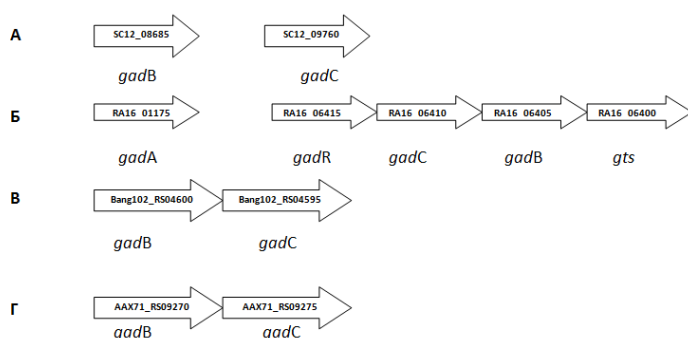 А SC12_08685 SC12_09760
gadB gadC
Б RA16_01175 RA16_06415 RA16_06410 RA16_06405 RA16_06400
gadA gadR gadC gadB gts
В Bang102_RS04600 Bang102_RS04595
gadB gadC
Г AAX71_RS09270 AAX71_RS09275
gadB gadC